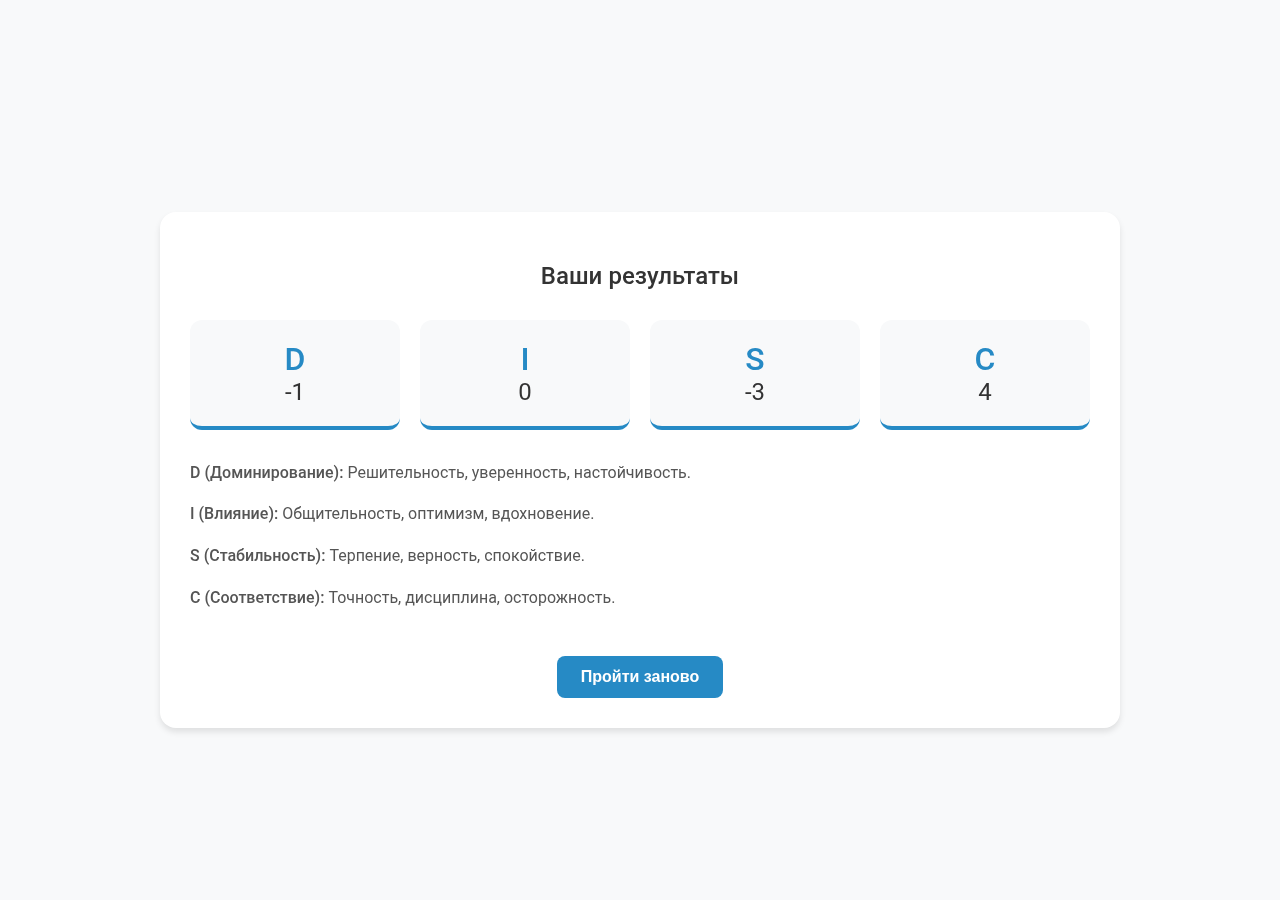 Ваши результаты
D
-1
I
0
S
-3
C
4
D (Доминирование): Решительность, уверенность, настойчивость.
I (Влияние): Общительность, оптимизм, вдохновение.
S (Стабильность): Терпение, верность, спокойствие.
C (Соответствие): Точность, дисциплина, осторожность.
Пройти заново